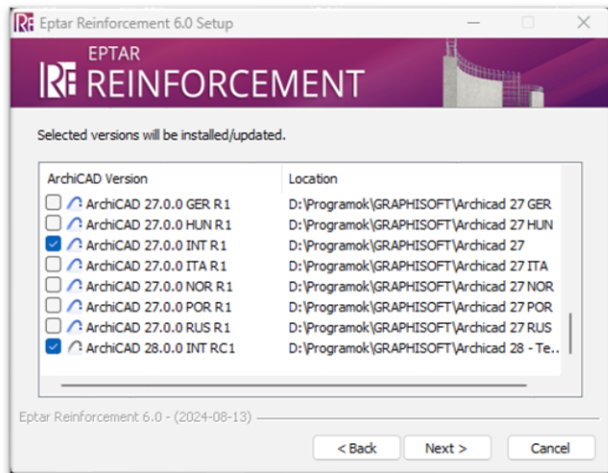 Eptar Reinforcement 6.0 Setup
EPTAR
RE REINFORCEMENT
Selected versions will be installed/updated.
ArchiCAD Version Location
ArchiCAD 27.0.0 GER R1 D:\Programok\GRAPHISOFT\Archicad 27 GER
ArchiCAD 27.0.0 HUN R1 D:\Programok\GRAPHISOFT\Archicad 27 HUN
ArchiCAD 27.0.0 INT R1 D:\Programok\GRAPHISOFT\Archicad 27
ArchiCAD 27.0.0 ITA R1 D:\Programok\GRAPHISOFT\Archicad 27 ITA
ArchiCAD 27.0.0 NOR R1 D:\Programok\GRAPHISOFT\Archicad 27 NOR
ArchiCAD 27.0.0 POR R1 D:\Programok\GRAPHISOFT\Archicad 27 POR
ArchiCAD 27.0.0 RUS R1 D:\Programok\GRAPHISOFT\Archicad 27 RUS
ArchiCAD 28.0.0 INT RC1 D:\Programok\GRAPHISOFT\Archicad 28 - Te..
Eptar Reinforcement 6.0 - (2024-08-13)
< Back Next > Cancel